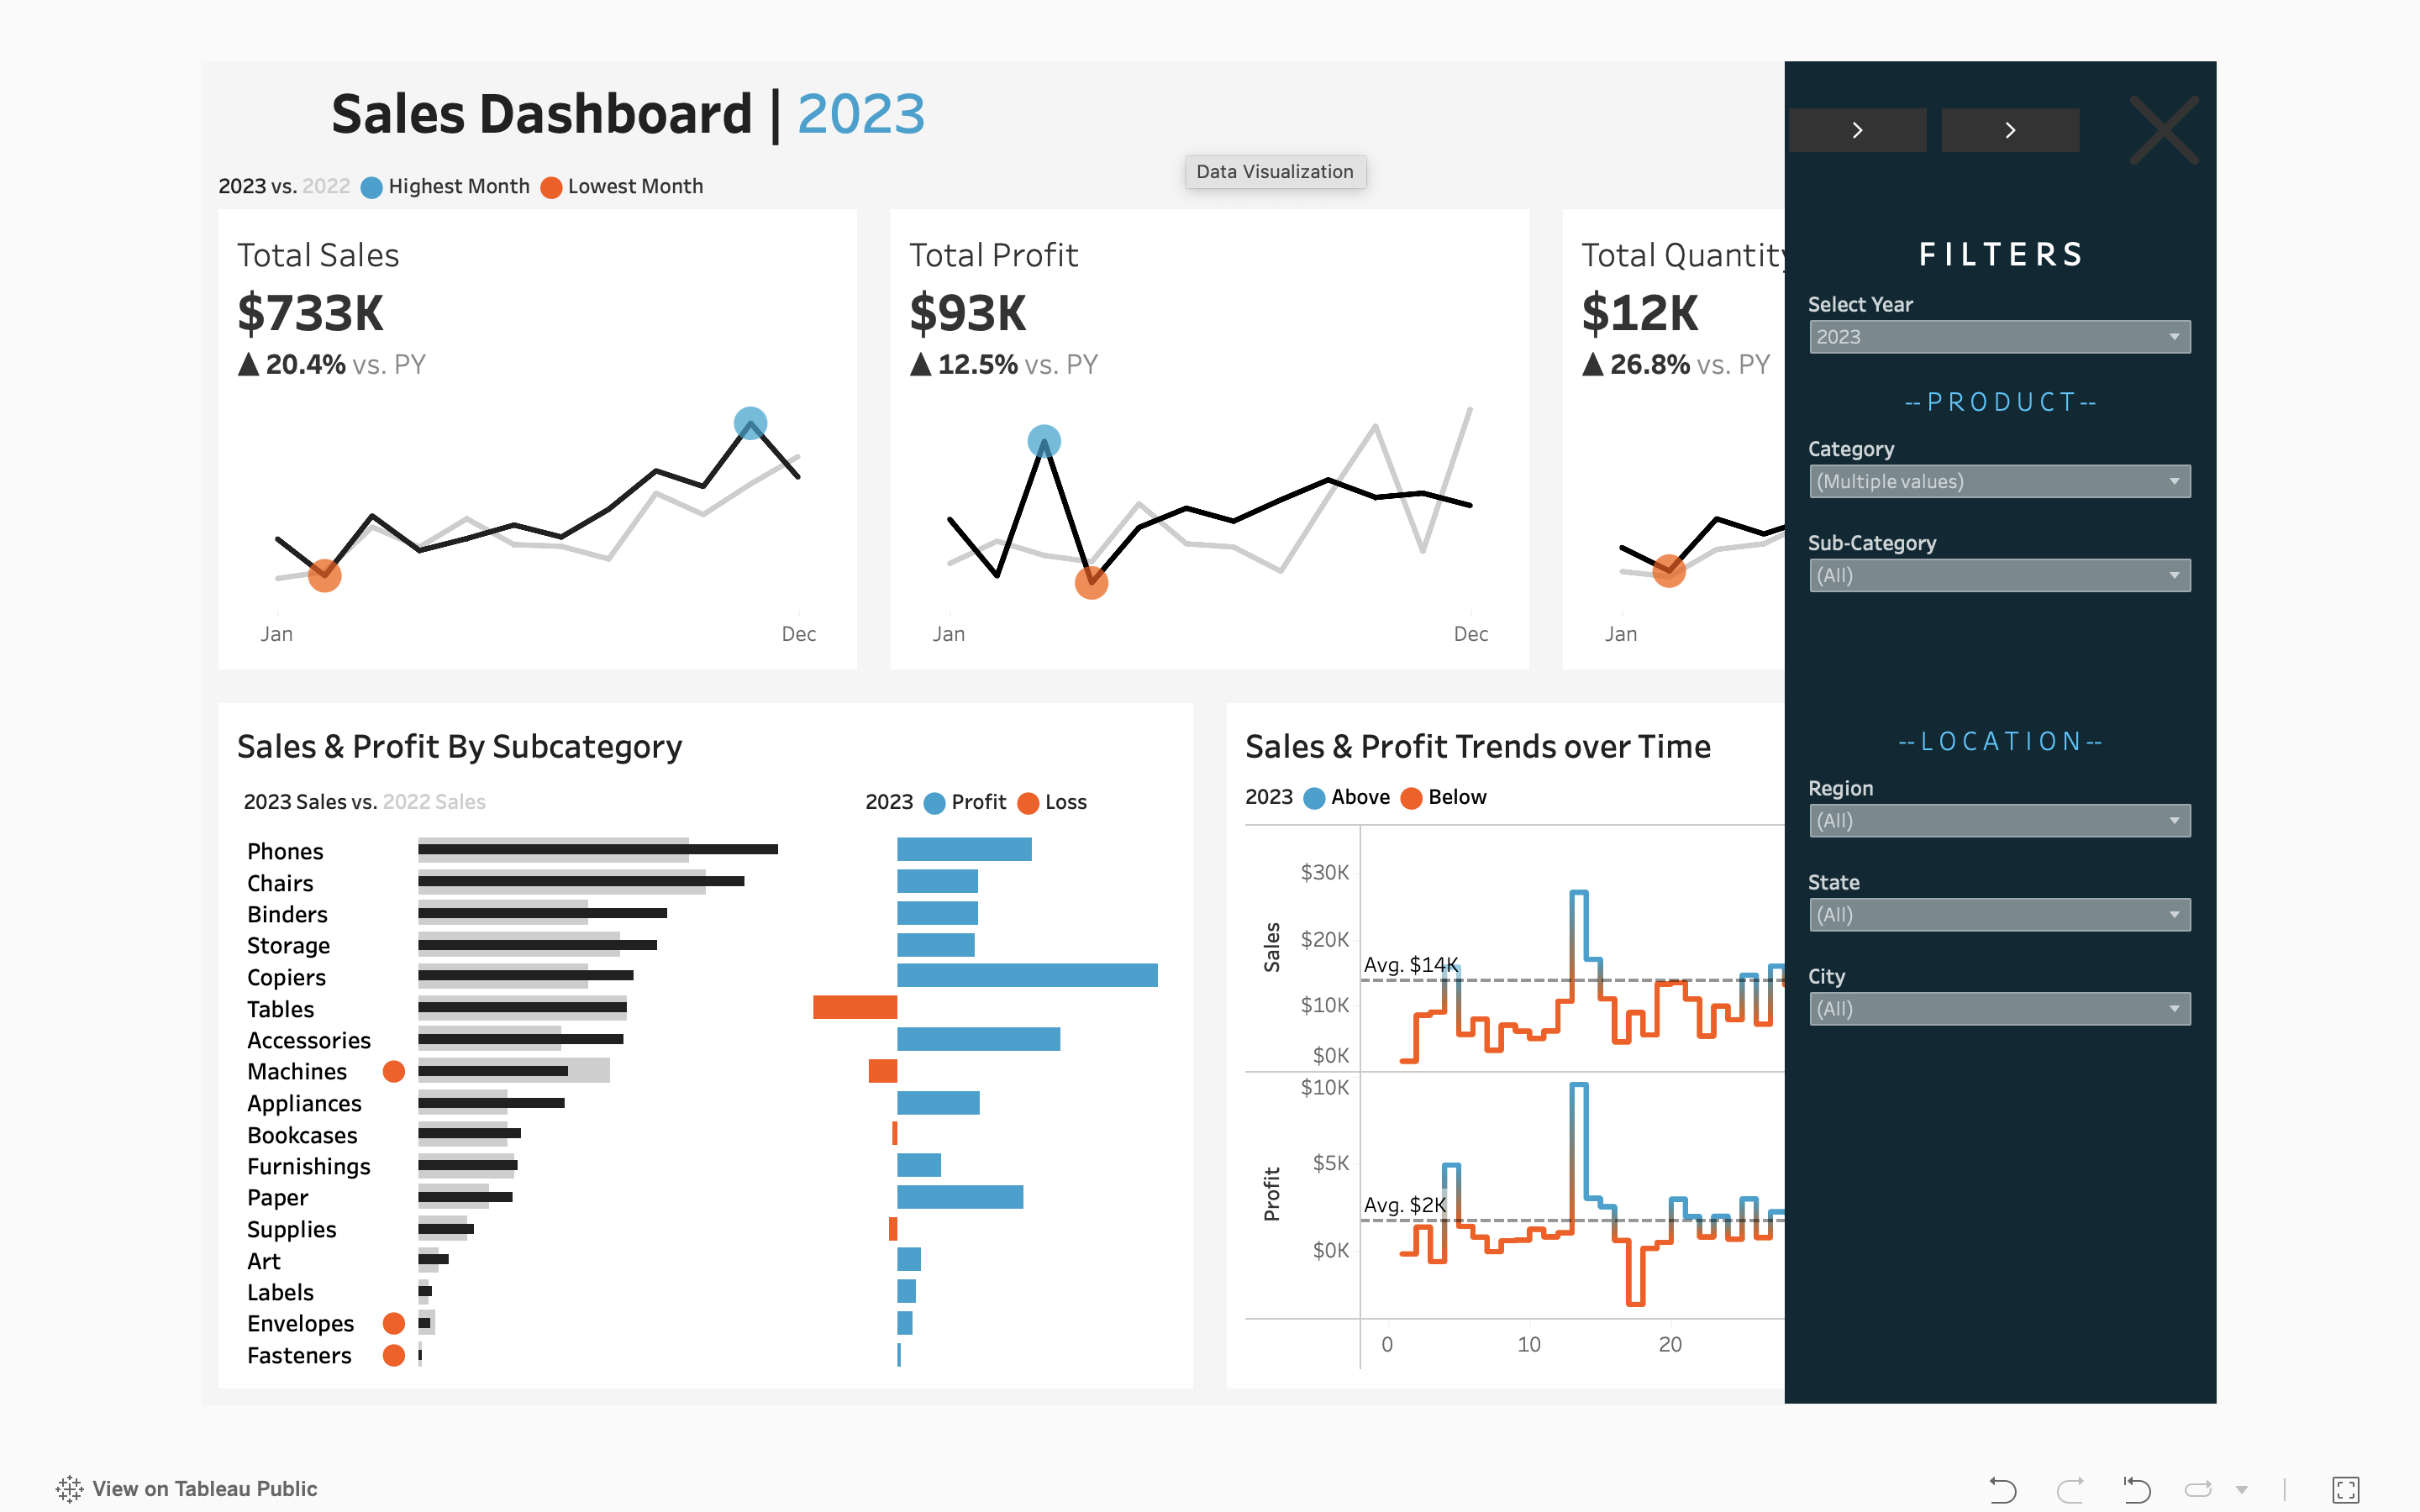 Sales Dashboard | 2023
Data Visualization
2023 vs. 2022 Highest Month Lowest Month
Total Sales
$733K
▲ 20.4% vs. PY
Jan Dec
Total Profit
$93K
▲ 12.5% vs. PY
Jan Dec
Total Quantity
$12K
▲ 26.8% vs. PY
Jan
Sales & Profit By Subcategory
2023 Sales vs. 2022 Sales
2023 Profit Loss
Phones
Chairs
Binders
Storage
Copiers
Tables
Accessories
Machines
Appliances
Bookcases
Furnishings
Paper
Supplies
Art
Labels
Envelopes
Fasteners
Sales & Profit Trends over Time
2023 Above Below
Sales
$30K
$20K
Avg. $14K
$10K
$0K
Profit
$10K
$5K
Avg. $2K
$0K
0 10 20
FILTERS
Select Year
2023
--PRODUCT--
Category
(Multiple values)
Sub-Category
(All)
--LOCATION--
Region
(All)
State
(All)
City
(All)
View on Tableau Public